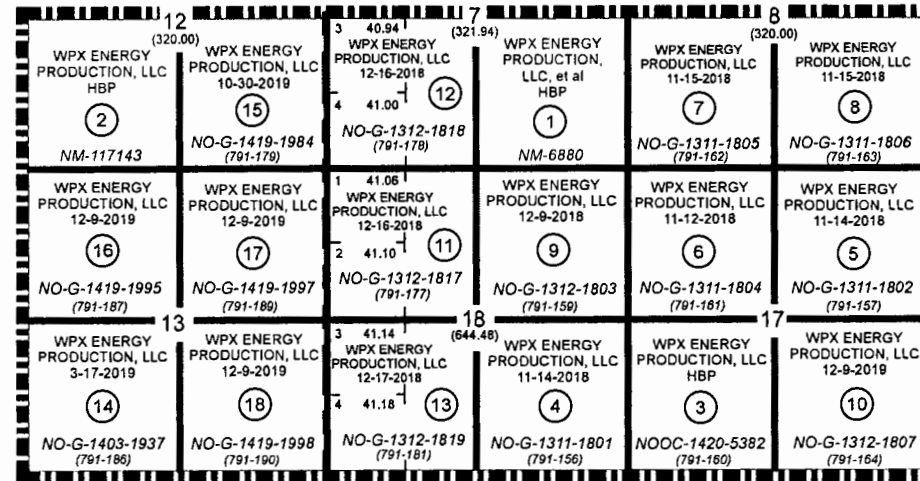 12
(320.00)
7
(321.94)
8
(320.00)
WPX ENERGY
PRODUCTION, LLC
HBP
2
NM-117143
WPX ENERGY
PRODUCTION, LLC
10-30-2019
15
NO-G-1419-1984
(791-179)
3 40.94
WPX ENERGY
PRODUCTION, LLC
12-16-2018
12
4 41.00
NO-G-1312-1818
(791-178)
WPX ENERGY
PRODUCTION,
LLC, et al
HBP
1
NM-6880
WPX ENERGY
PRODUCTION, LLC
11-15-2018
7
NO-G-1311-1805
(791-162)
WPX ENERGY
PRODUCTION, LLC
11-15-2018
8
NO-G-1311-1806
(791-163)
WPX ENERGY
PRODUCTION, LLC
12-9-2019
16
NO-G-1419-1995
(791-187)
WPX ENERGY
PRODUCTION, LLC
12-9-2019
17
NO-G-1419-1997
(791-189)
1 41.06
WPX ENERGY
PRODUCTION, LLC
12-16-2018
11
2 41.10
NO-G-1312-1817
(791-177)
WPX ENERGY
PRODUCTION, LLC
12-9-2018
9
NO-G-1312-1803
(791-159)
WPX ENERGY
PRODUCTION, LLC
11-12-2018
6
NO-G-1311-1804
(791-161)
WPX ENERGY
PRODUCTION, LLC
11-14-2018
5
NO-G-1311-1802
(791-157)
13
18
(644.48)
17
WPX ENERGY
PRODUCTION, LLC
3-17-2019
14
NO-G-1403-1937
(791-186)
WPX ENERGY
PRODUCTION, LLC
12-9-2019
18
NO-G-1419-1998
(791-190)
3 41.14
WPX ENERGY
PRODUCTION, LLC
12-17-2018
4 41.18
13
NO-G-1312-1819
(791-181)
WPX ENERGY
PRODUCTION, LLC
11-14-2018
4
NO-G-1311-1801
(791-156)
WPX ENERGY
PRODUCTION, LLC
HBP
3
NOOC-1420-5382
(791-160)
WPX ENERGY
PRODUCTION, LLC
12-9-2019
10
NO-G-1312-1807
(791-164)